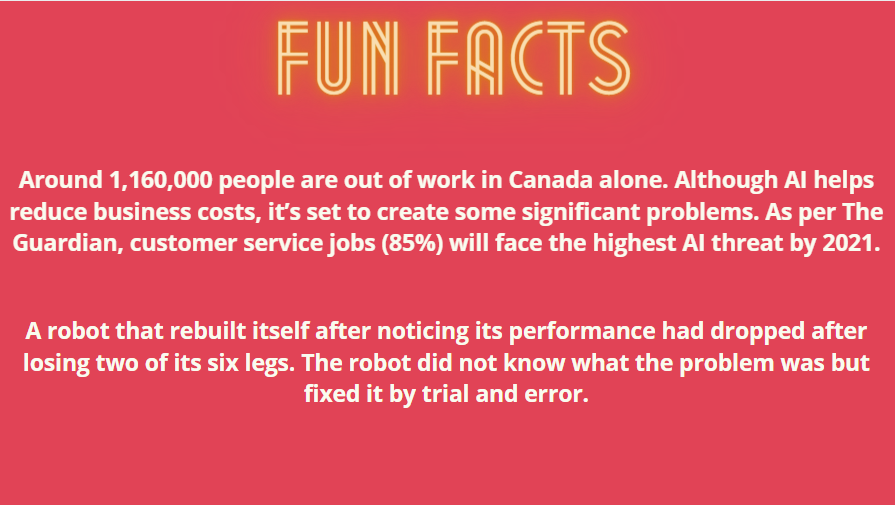 FUN FACTS
Around 1,160,000 people are out of work in Canada alone. Although AI helps
reduce business costs, it’s set to create some significant problems. As per The
Guardian, customer service jobs (85%) will face the highest AI threat by 2021.
A robot that rebuilt itself after noticing its performance had dropped after
losing two of its six legs. The robot did not know what the problem was but
fixed it by trial and error.